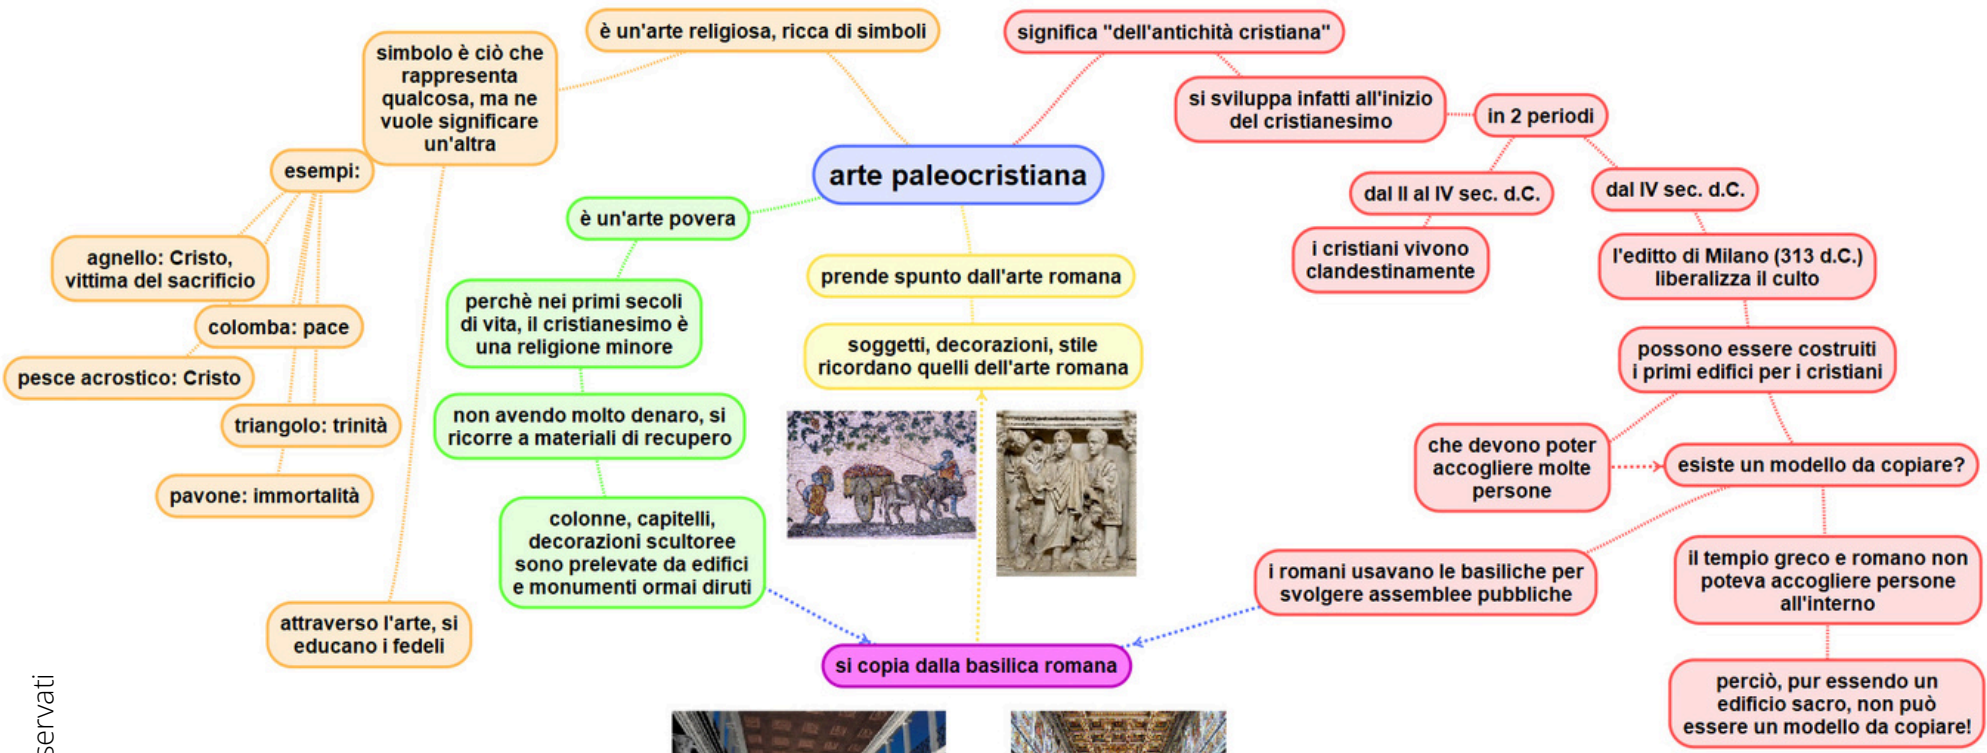 arte paleocristiana
è un'arte religiosa, ricca di simboli
simbolo è ciò che
rappresenta
qualcosa, ma ne
vuole significare
un'altra
esempi:
agnello: Cristo,
vittima del sacrificio
colomba: pace
pesce acrostico: Cristo
triangolo: trinità
pavone: immortalità
attraverso l'arte, si
educano i fedeli
è un'arte povera
perchè nei primi secoli
di vita, il cristianesimo è
una religione minore
non avendo molto denaro, si
ricorre a materiali di recupero
colonne, capitelli,
decorazioni scultoree
sono prelevate da edifici
e monumenti ormai diruti
prende spunto dall'arte romana
soggetti, decorazioni, stile
ricordano quelli dell'arte romana
si copia dalla basilica romana
significa "dell'antichità cristiana"
si sviluppa infatti all'inizio
del cristianesimo
in 2 periodi
dal II al IV sec. d.C.
i cristiani vivono
clandestinamente
dal IV sec. d.C.
l'editto di Milano (313 d.C.)
liberalizza il culto
possono essere costruiti
i primi edifici per i cristiani
che devono poter
accogliere molte
persone
esiste un modello da copiare?
i romani usavano le basiliche per
svolgere assemblee pubbliche
il tempio greco e romano non
poteva accogliere persone
all'interno
perciò, pur essendo un
edificio sacro, non può
essere un modello da copiare!
servati